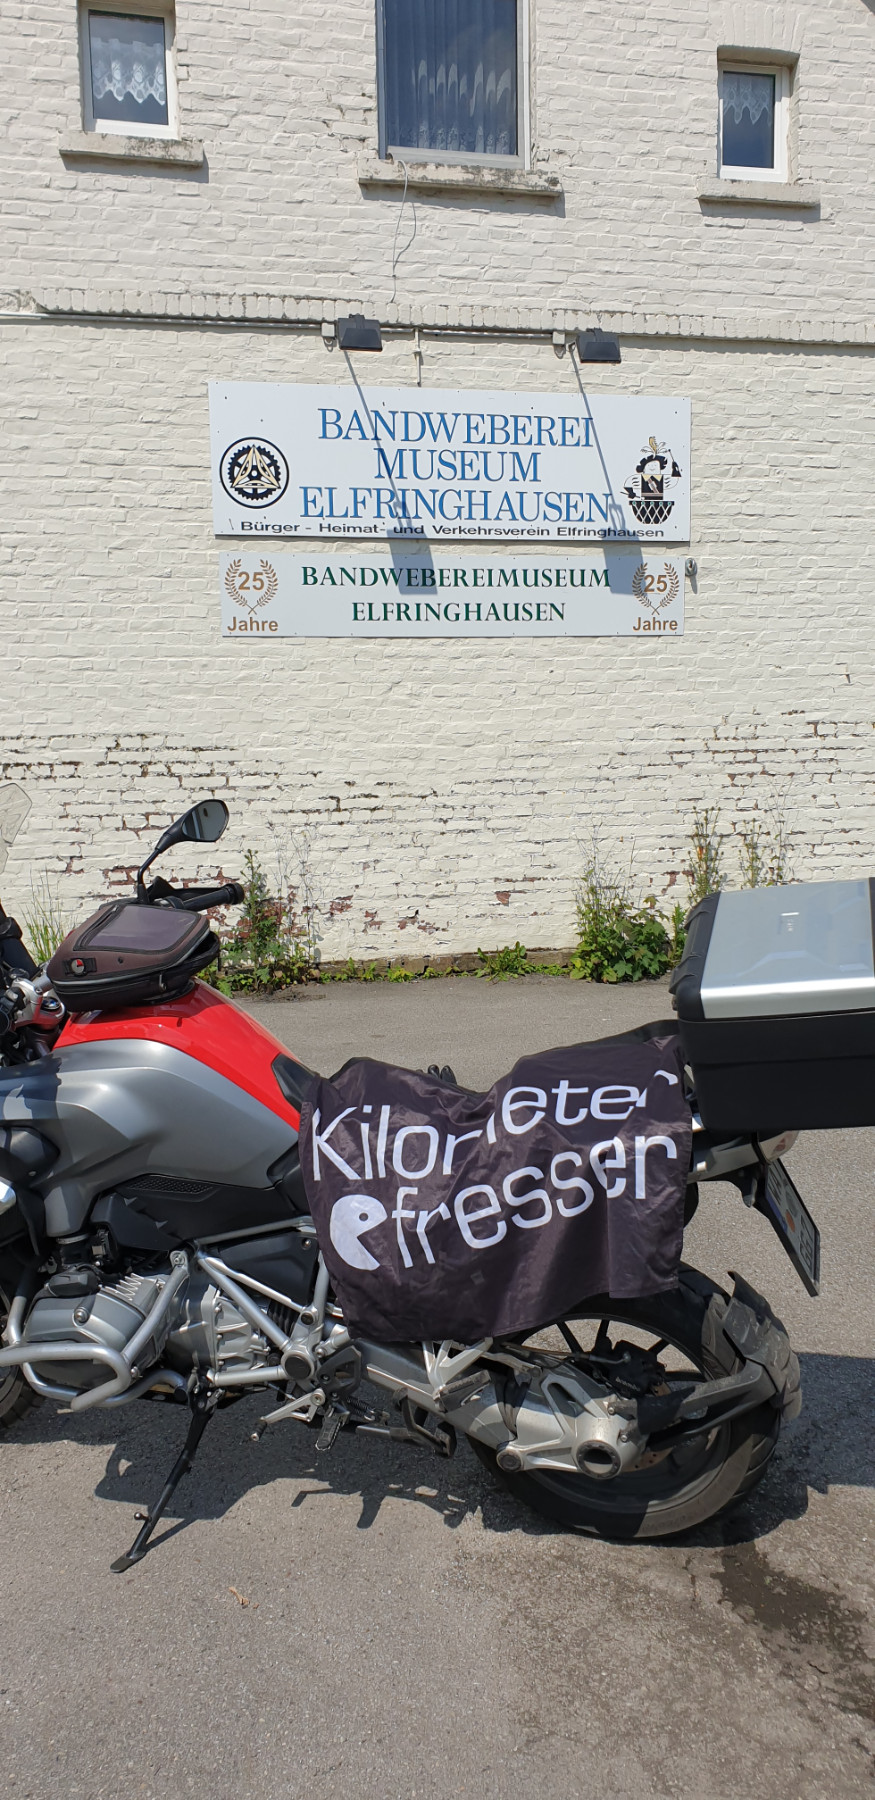 BANDWEBEREI
MUSEUM
ELFRINGHAUSEN
Bürger - Heimat- und Verkehrsverein Elfringhausen
25
Jahre
BANDWEBEREIMUSEUM
ELFRINGHAUSEN
25
Jahre
Kilometer
fresser